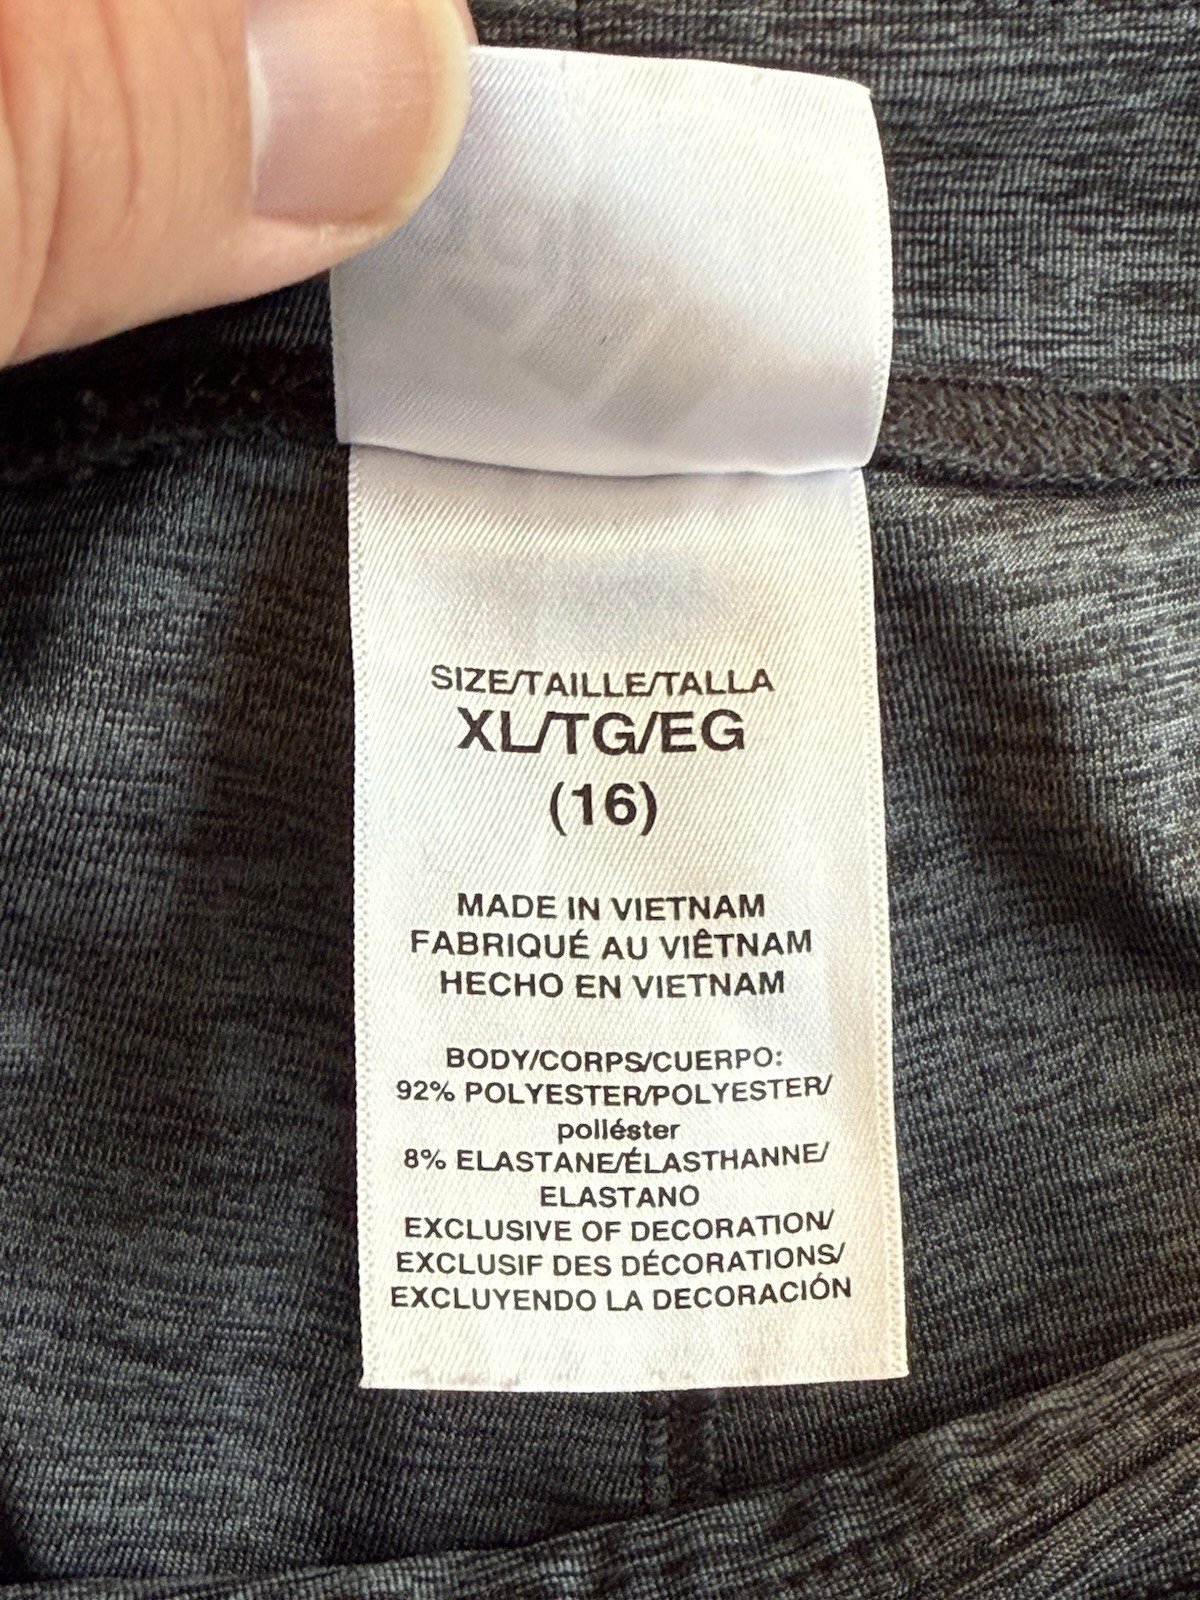 SIZE/TAILLE/TALLA
XL/TG/EG
(16)
MADE IN VIETNAM
FABRIQUÉ AU VIÊTNAM
HECHO EN VIETNAM
BODY/CORPS/CUERPO:
92% POLYESTER/POLYESTER/
poliéster
8% ELASTANE/ÉLASTHANNE/
ELASTANO
EXCLUSIVE OF DECORATION/
EXCLUSIF DES DÉCORATIONS/
EXCLUYENDO LA DECORACIÓN